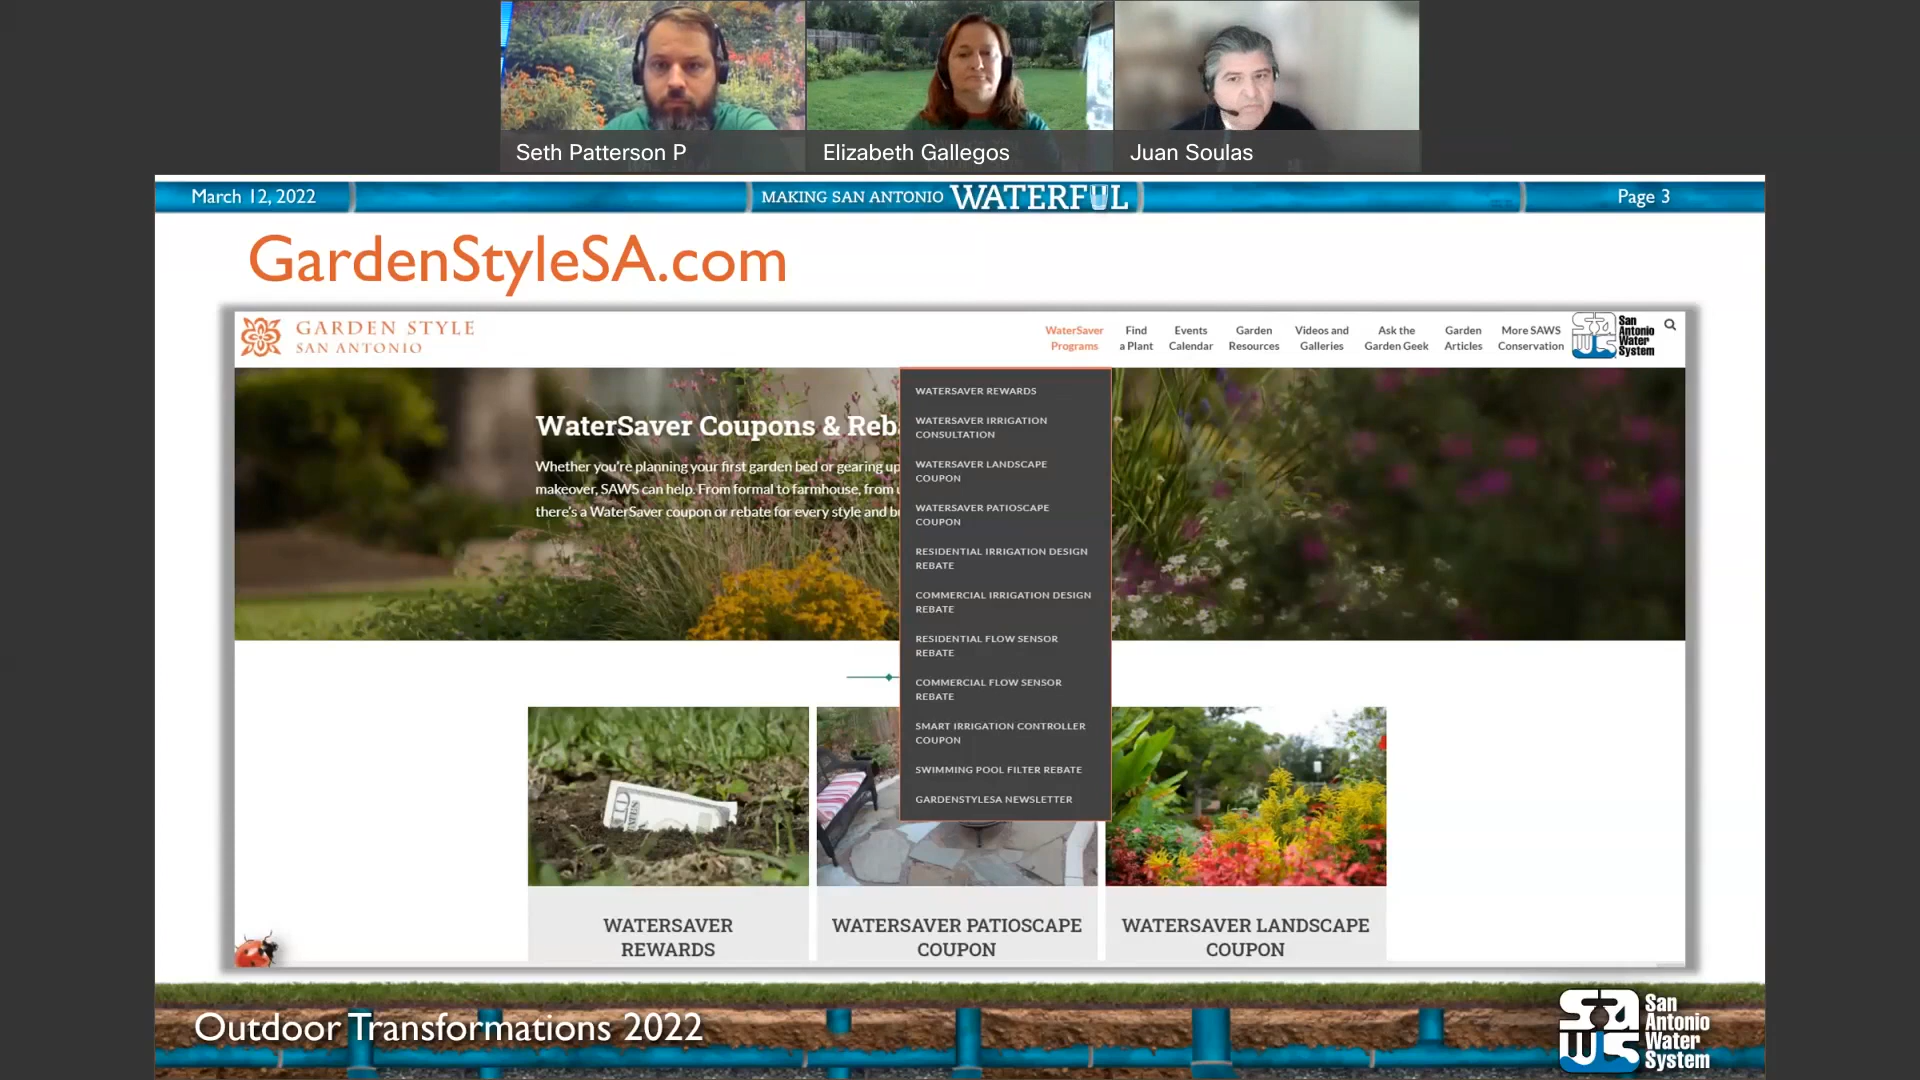 Seth Patterson P
Elizabeth Gallegos
Juan Soulas
March 12, 2022
MAKING SAN ANTONIO WATERFUL
Page 3
GardenStyleSA.com
GARDEN STYLE
SAN ANTONIO
WaterSaver
Programs
Find
a Plant
Events
Calendar
Garden
Resources
Videos and
Galleries
Ask the
Garden Geek
Garden
Articles
More SAWS
Conservation
San
Antonio
Water
System
WaterSaver Coupons & Reb
Whether you're planning your first garden bed or gearing up
makeover, SAWS can help. From formal to farmhouse, from
there's a WaterSaver coupon or rebate for every style and
WATERSAVER REWARDS
WATERSAVER IRRIGATION
CONSULTATION
WATERSAVER LANDSCAPE
COUPON
WATERSAVER PATIOSCAPE
COUPON
RESIDENTIAL IRRIGATION DESIGN
REBATE
COMMERCIAL IRRIGATION DESIGN
REBATE
RESIDENTIAL FLOW SENSOR
REBATE
COMMERCIAL FLOW SENSOR
REBATE
SMART IRRIGATION CONTROLLER
COUPON
SWIMMING POOL FILTER REBATE
GARDENSTYLESA NEWSLETTER
WATERSAVER
REWARDS
WATERSAVER PATIOSCAPE
COUPON
WATERSAVER LANDSCAPE
COUPON
Outdoor Transformations 2022
SAWS
San
Antonio
Water
System